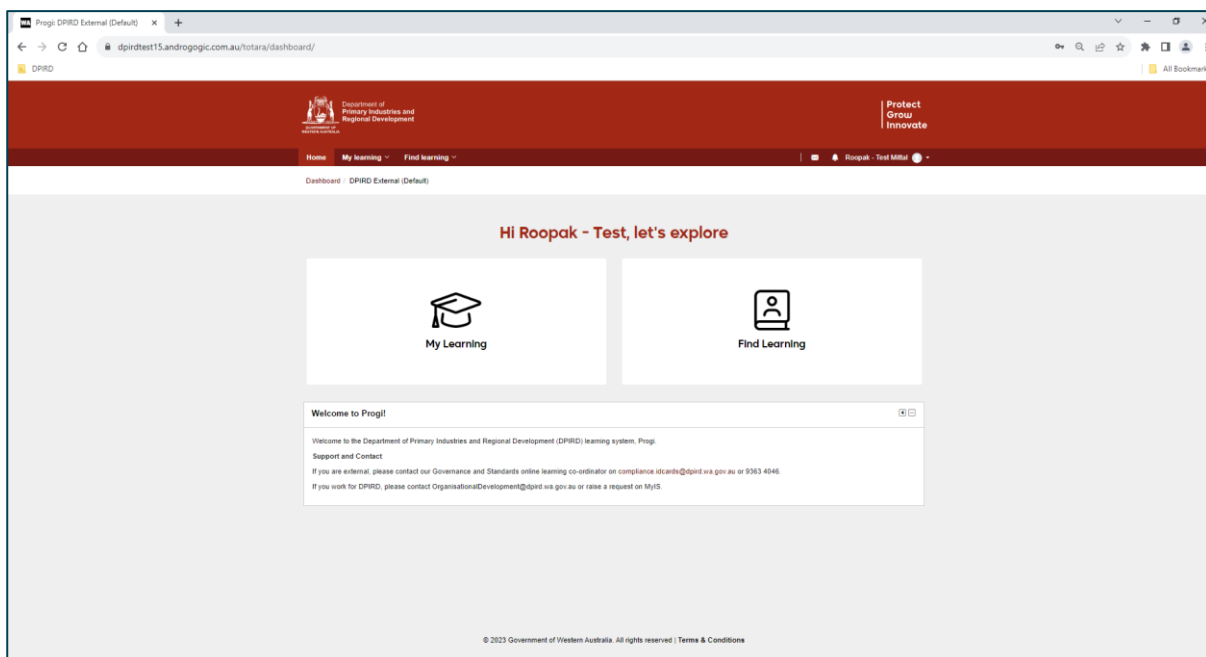 WA Progi: DPIRD External (Default)
dpirdtest15.androgogic.com.au/totara/dashboard/
DPIRD
All Bookmark
GOVERNMENT OF
WESTERN AUSTRALIA
Department of
Primary Industries and
Regional Development
Protect
Grow
Innovate
Home My learning Find learning Roopak - Test Mittal
Dashboard / DPIRD External (Default)
Hi Roopak - Test, let's explore
My Learning Find Learning
Welcome to Progi!
Welcome to the Department of Primary Industries and Regional Development (DPIRD) learning system, Progi.
Support and Contact
If you are external, please contact our Governance and Standards online learning co-ordinator on compliance.idcards@dpird.wa.gov.au or 9363 4046.
If you work for DPIRD, please contact OrganisationalDevelopment@dpird.wa.gov.au or raise a request on MyIS.
© 2023 Government of Western Australia. All rights reserved | Terms & Conditions